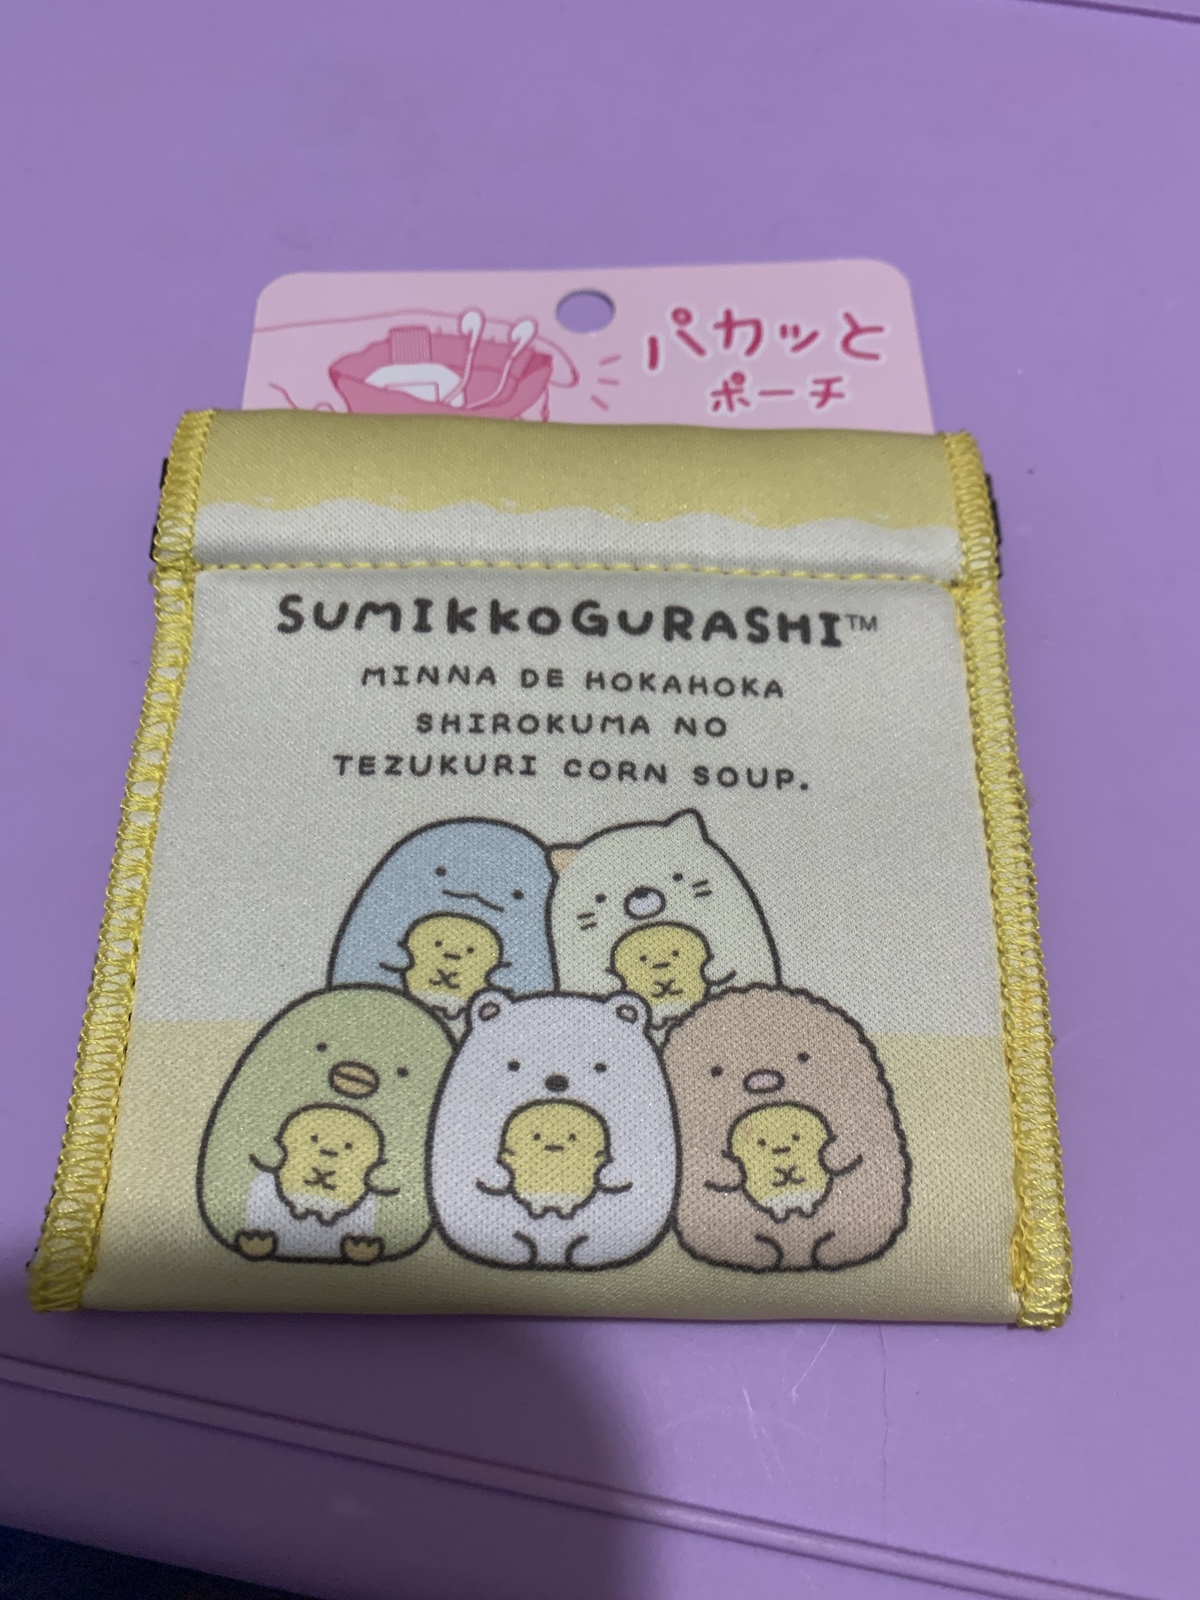 パカッと
ポーチ
SUMIKKOGURASHI™
MINNA DE HOKAHOKA
SHIROKUMA NO
TEZUKURI CORN SOUP.